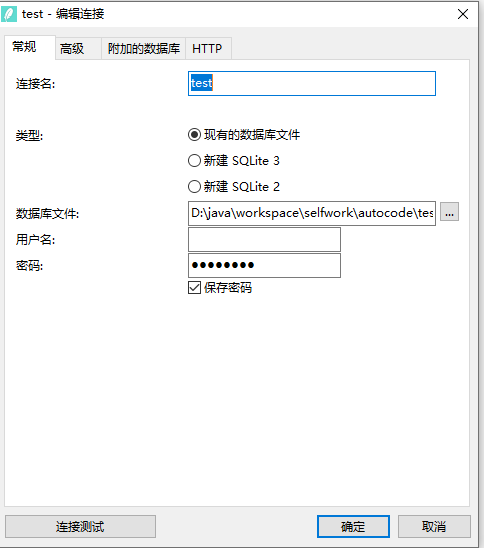 test - 编辑连接
常规 高级 附加的数据库 HTTP
连接名: test
类型: 现有的数据库文件
新建 SQLite 3
新建 SQLite 2
数据库文件: D:\java\workspace\selfwork\autocode\tes ...
用户名:
密码: ●●●●●●●●
保存密码
连接测试 确定 取消